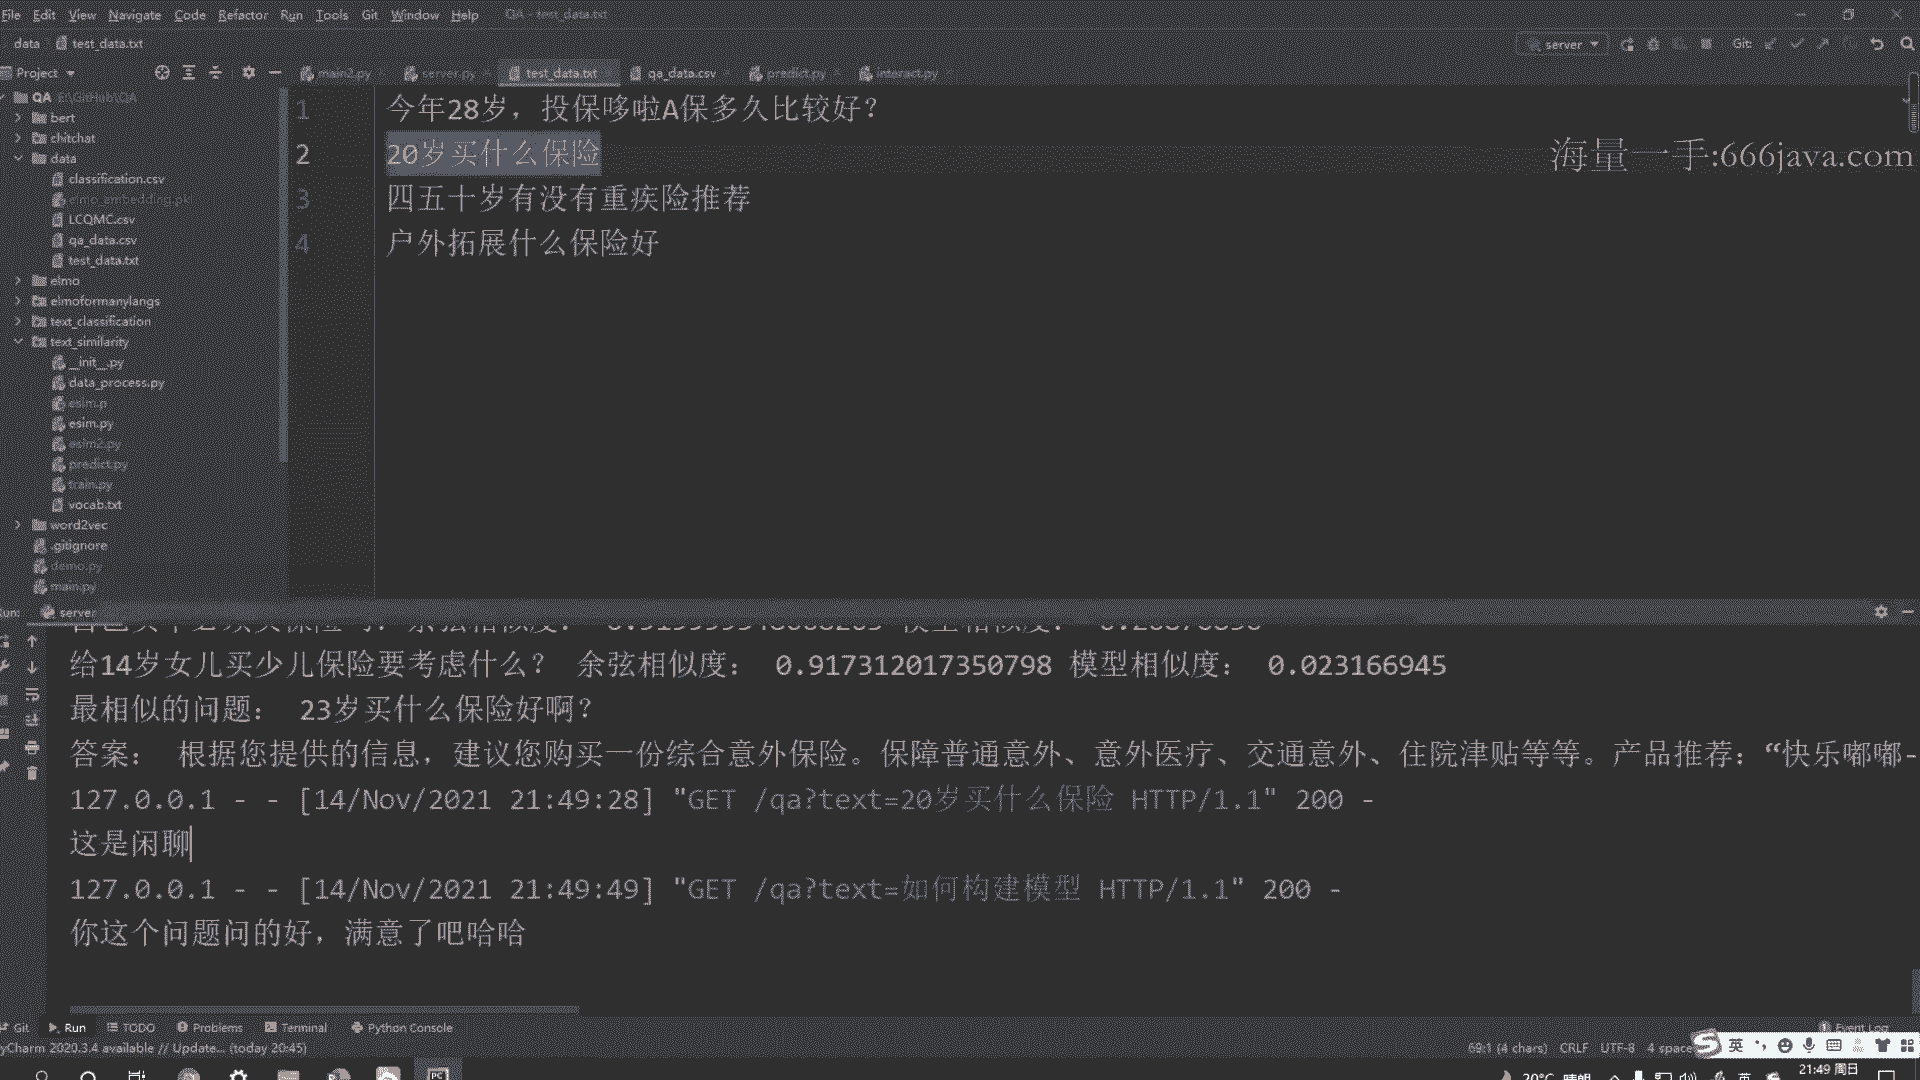 File Edit View Navigate Code Refactor Run Tools Git Window Help QA - test_data.txt
data test_data.txt
server Git:
Project
main2.py server.py test_data.txt qa_data.csv predict.py interact.py
QA E:\GitHub\QA
bert
chitchat
data
classification.csv
elmo_embedding.pkl
LCQMC.csv
qa_data.csv
test_data.txt
elmo
elmoformanylangs
text_classification
text_similarity
__init__.py
data_process.py
esim.p
esim.py
esim2.py
predict.py
train.py
vocab.txt
word2vec
.gitignore
demo.py
main.py
1 今年28岁，投保哆啦A保多久比较好？
2 20岁买什么保险
3 四五十岁有没有重疾险推荐
4 户外拓展什么保险好
海量一手:666java.com
server
给14岁女儿买少儿保险要考虑什么？ 余弦相似度： 0.917312017350798 模型相似度： 0.023166945
最相似的问题： 23岁买什么保险好啊？
答案： 根据您提供的信息，建议您购买一份综合意外保险。保障普通意外、意外医疗、交通意外、住院津贴等等。产品推荐：“快乐嘟嘟-
127.0.0.1 - - [14/Nov/2021 21:49:28] "GET /qa?text=20岁买什么保险 HTTP/1.1" 200 -
这是闲聊
127.0.0.1 - - [14/Nov/2021 21:49:49] "GET /qa?text=如何构建模型 HTTP/1.1" 200 -
你这个问题问的好，满意了吧哈哈
Git Run TODO Problems Terminal Python Console Event Log
yCharm 2020.3.4 available // Update... (today 20:45)
69:1 (4 chars) CRLF UTF-8 4 space
英
21:49 周日